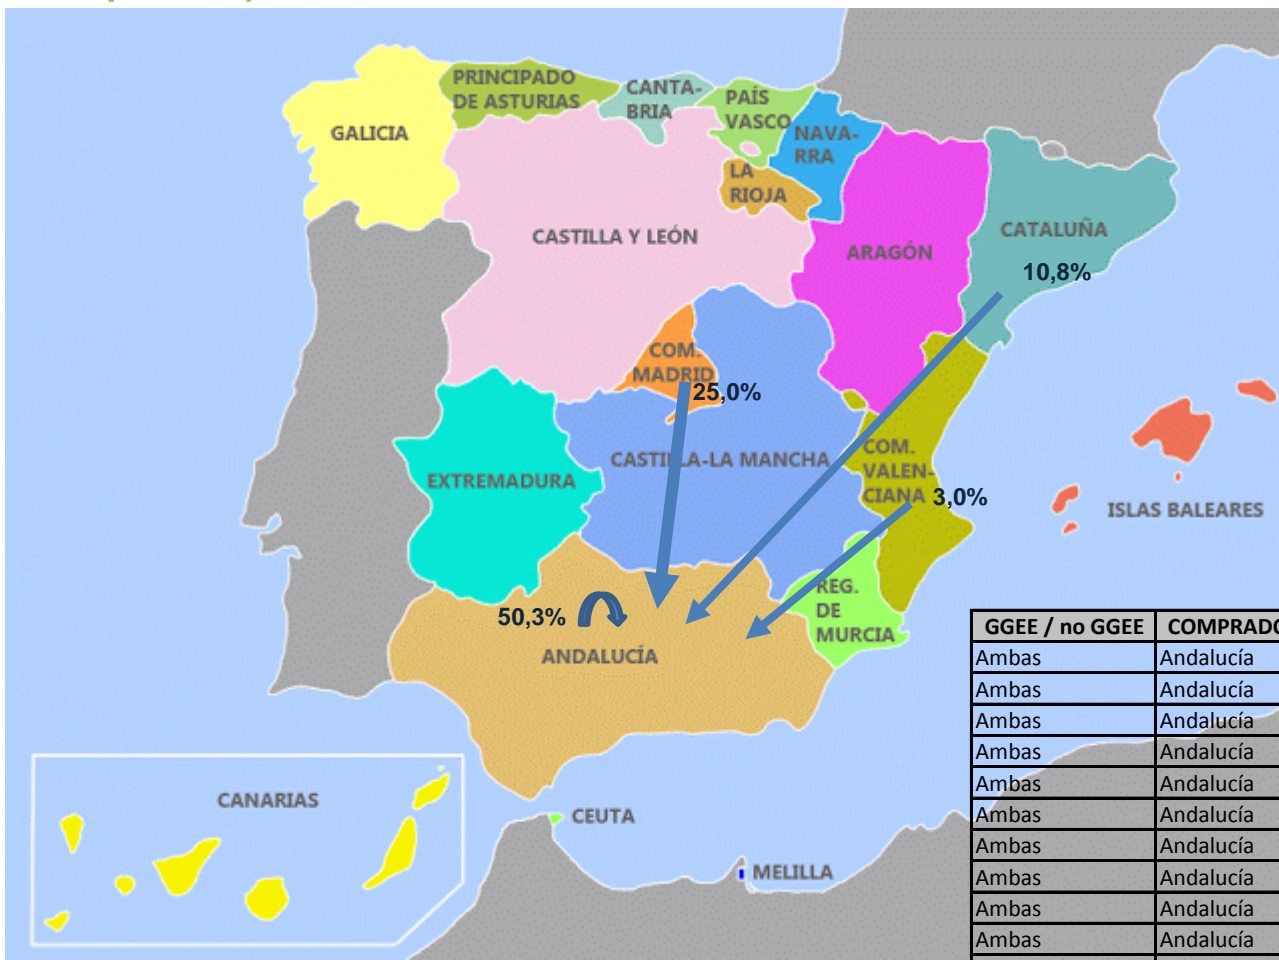 PRINCIPADO
DE ASTURIAS
CANTA-
BRIA
PAÍS
VASCO
GALICIA
NAVA-
RRA
LA
RIOJA
CASTILLA Y LEÓN
ARAGÓN
CATALUÑA
10,8%
COM.
MADRID
25,0%
CASTILLA-LA MANCHA
EXTREMADURA
COM.
VALEN-
CIANA
3,0%
ISLAS BALEARES
REG.
DE
MURCIA
50,3%
ANDALUCÍA
CANARIAS
CEUTA
MELILLA
GGEE / no GGEE COMPRADO
Ambas Andalucía
Ambas Andalucía
Ambas Andalucía
Ambas Andalucía
Ambas Andalucía
Ambas Andalucía
Ambas Andalucía
Ambas Andalucía
Ambas Andalucía
Ambas Andalucía